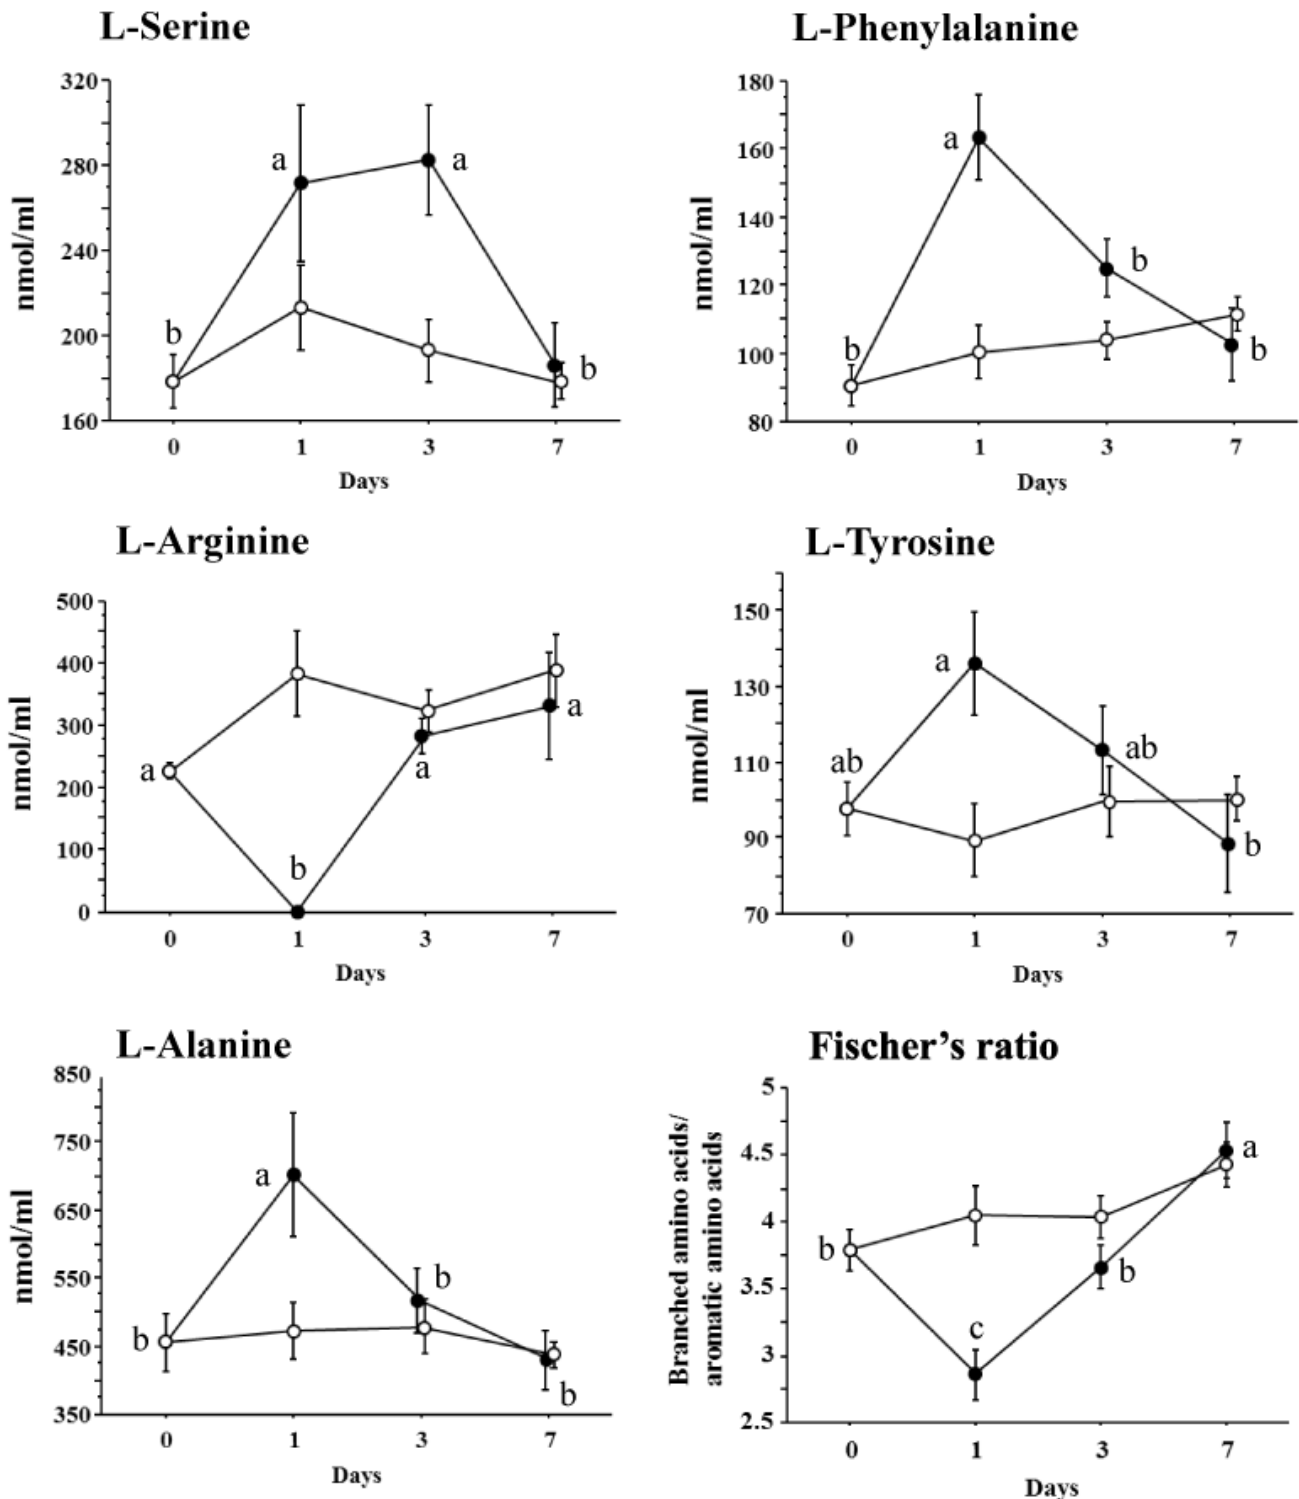 L-Serine
320
280
240
200
160
nmol/ml
a
a
b
b
0 1 3 7
Days
L-Phenylalanine
180
160
140
120
100
80
nmol/ml
a
b
b
b
0 1 3 7
Days
L-Arginine
500
400
300
200
100
0
nmol/ml
a
b
a
a
0 1 3 7
Days
L-Tyrosine
150
130
110
90
70
nmol/ml
a
ab
ab
b
0 1 3 7
Days
L-Alanine
850
750
650
550
450
350
nmol/ml
a
b
b
b
0 1 3 7
Days
Fischer’s ratio
5
4.5
4
3.5
3
2.5
Branched amino acids/
aromatic amino acids
a
b
b
c
0 1 3 7
Days